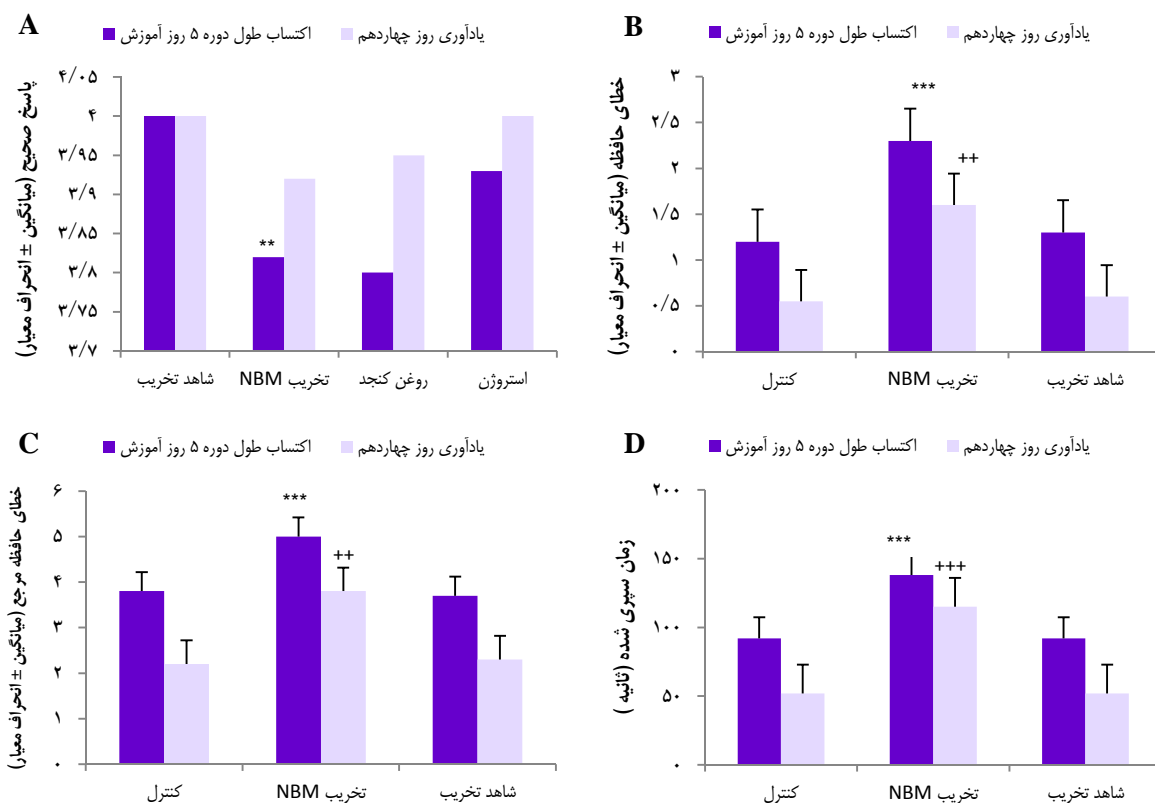 A
اکتساب طول دوره ۵ روز آموزش
یادآوری روز چهاردهم
پاسخ صحیح (میانگین ± انحراف معیار)
۴/۰۵
۴
۳/۹۵
۳/۹
۳/۸۵
۳/۸
۳/۷۵
۳/۷
**
شاهد تخریب
تخریب NBM
روغن کنجد
استروژن
B
اکتساب طول دوره ۵ روز آموزش
یادآوری روز چهاردهم
خطای حافظه (میانگین ± انحراف معیار)
۳
۲/۵
۲
۱/۵
۱
۰/۵
۰
***
++
کنترل
تخریب NBM
شاهد تخریب
C
اکتساب طول دوره ۵ روز آموزش
یادآوری روز چهاردهم
خطای حافظه مرجع (میانگین ± انحراف معیار)
۶
۵
۴
۳
۲
۱
۰
***
++
کنترل
تخریب NBM
شاهد تخریب
D
اکتساب طول دوره ۵ روز آموزش
یادآوری روز چهاردهم
زمان سپری شده (ثانیه )
۲۰۰
۱۵۰
۱۰۰
۵۰
۰
***
+++
کنترل
تخریب NBM
شاهد تخریب